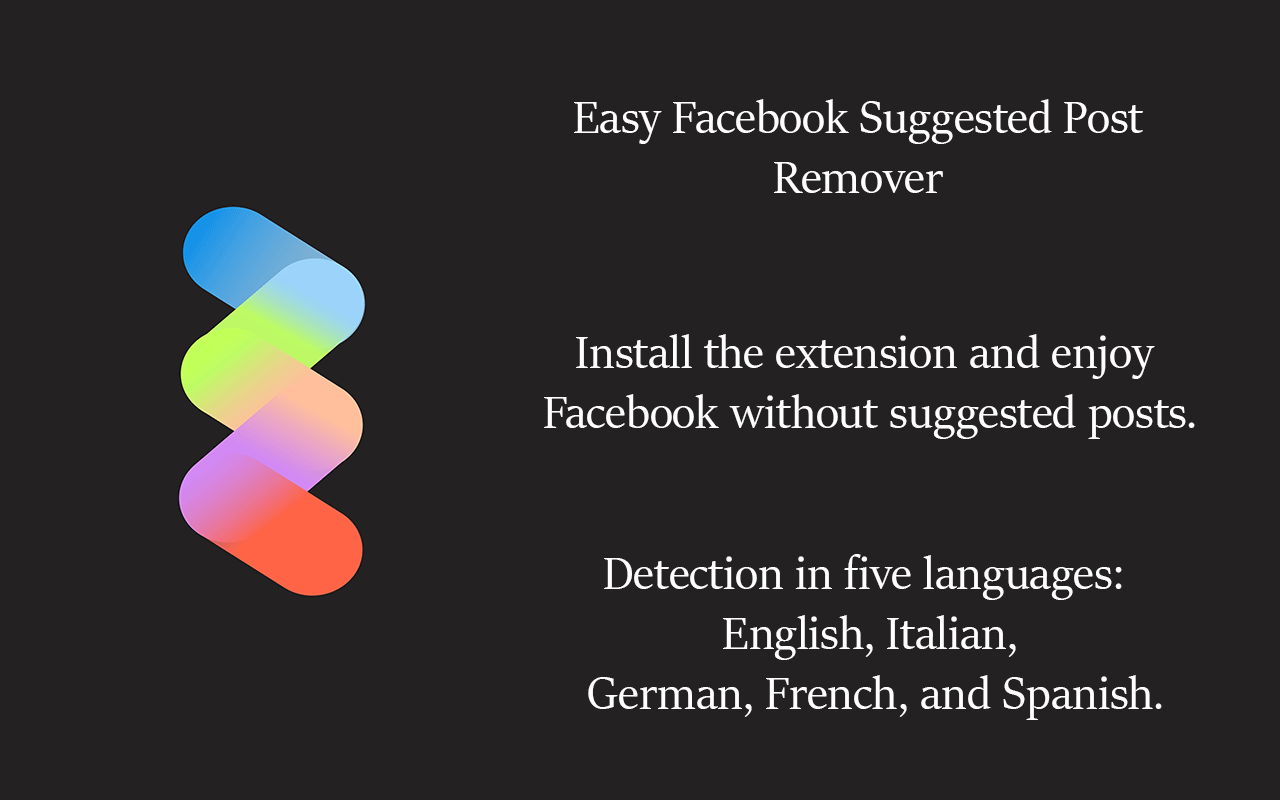 Easy Facebook Suggested Post
Remover
Install the extension and enjoy
Facebook without suggested posts.
Detection in five languages:
English, Italian,
German, French, and Spanish.